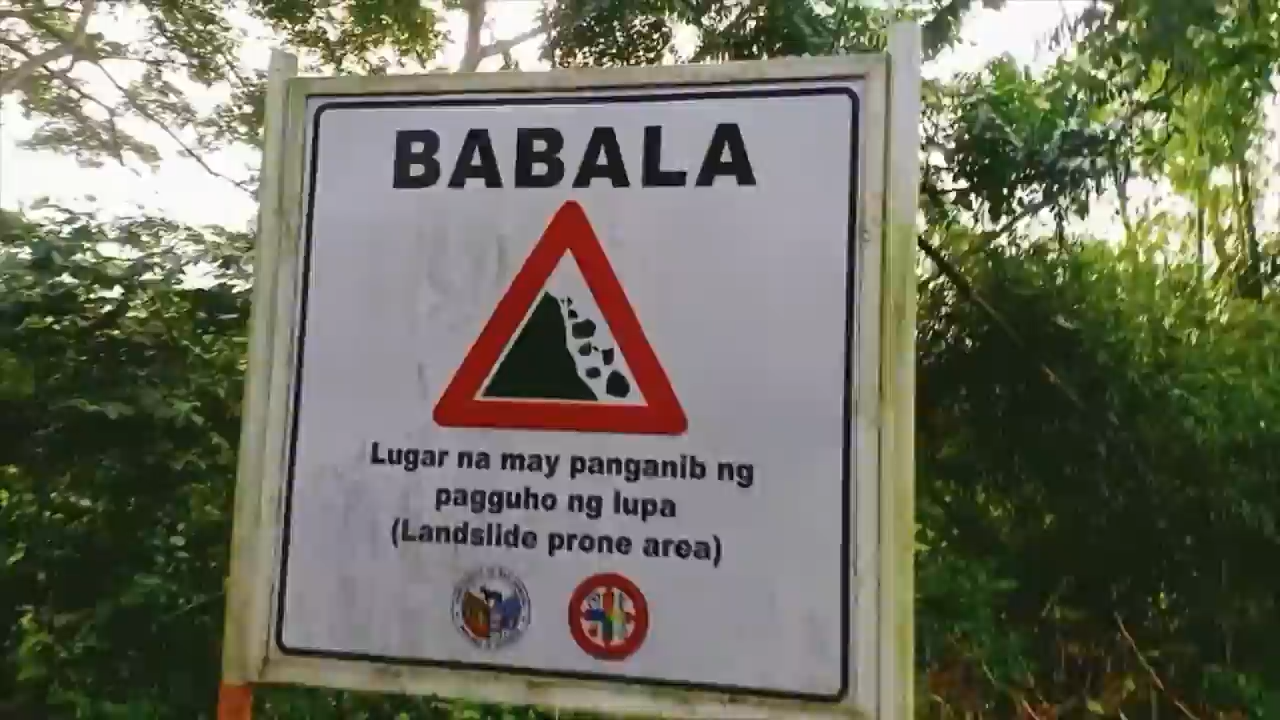 BABALA
Lugar na may panganib ng
pagguho ng lupa
(Landslide prone area)